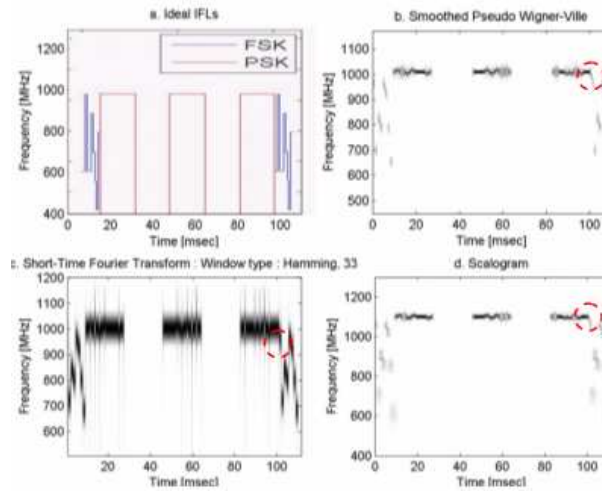 a. Ideal IFLs
FSK
PSK
1200
1000
800
600
400
Frequency [MHz]
0 20 40 60 80 100
Time [msec]
b. Smoothed Pseudo Wigner-Ville
1100
1000
900
800
700
600
500
Frequency [MHz]
0 20 40 60 80 100
Time [msec]
c. Short-Time Fourier Transform : Window type : Hamming, 33
1200
1100
1000
900
800
700
600
Frequency [MHz]
0 20 40 60 80 100
Time [msec]
d. Scalogram
1200
1100
1000
900
800
700
600
500
Frequency [MHz]
0 20 40 60 80 100
Time [msec]